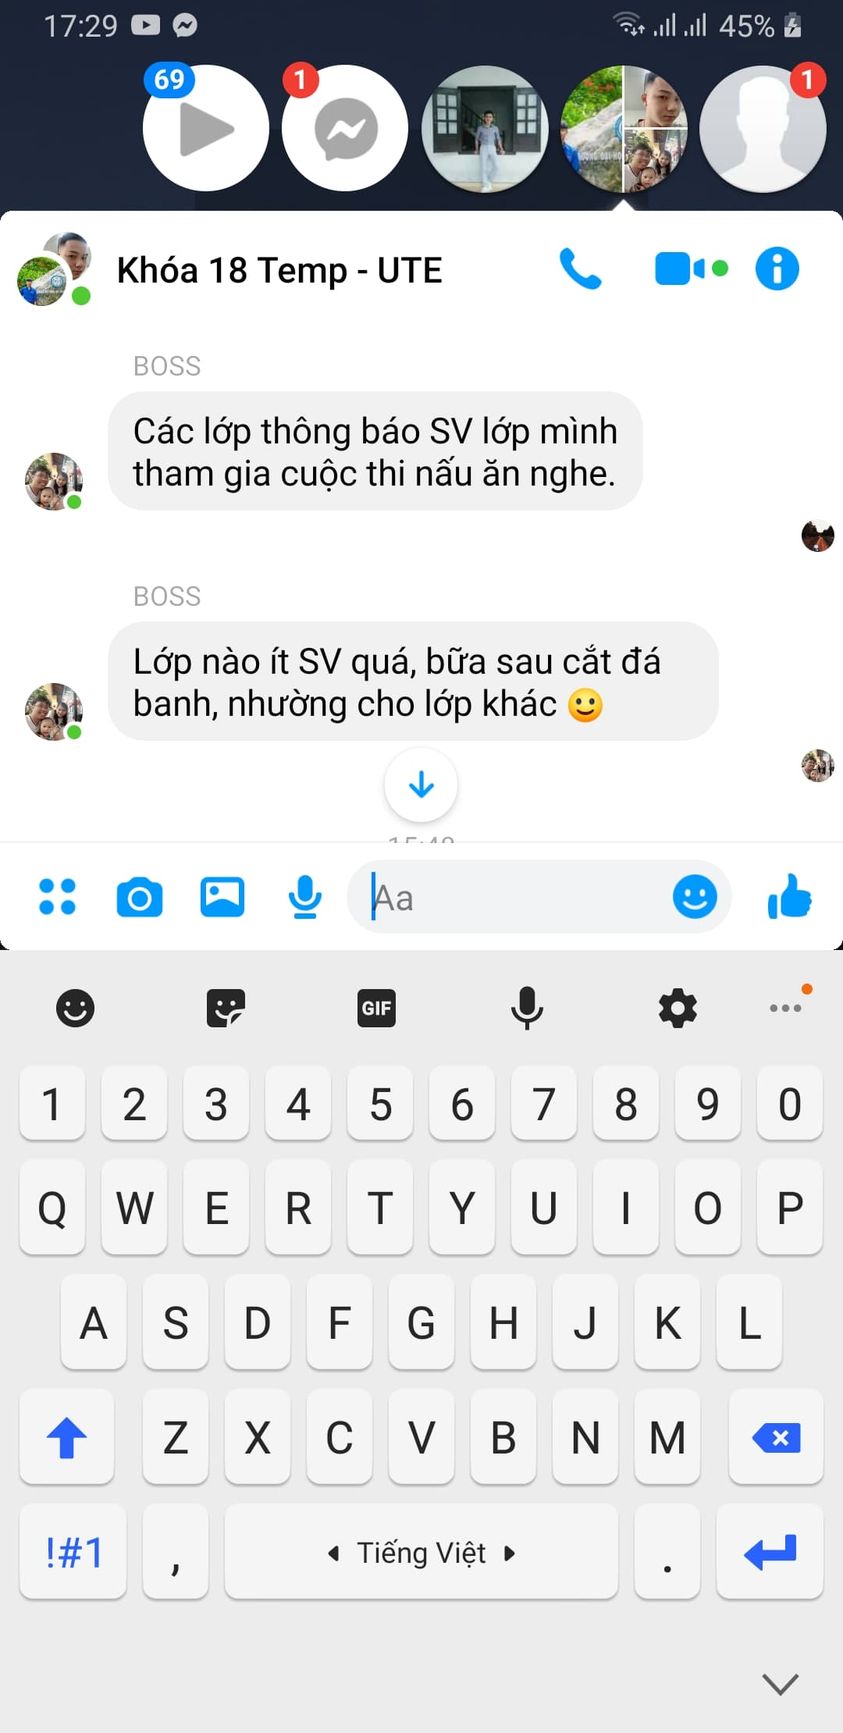 17:29
45%
69
1
1
Khóa 18 Temp - UTE
BOSS
Các lớp thông báo SV lớp mình
tham gia cuộc thi nấu ăn nghe.
BOSS
Lớp nào ít SV quá, bữa sau cắt đá
banh, nhường cho lớp khác
Aa
GIF
1 2 3 4 5 6 7 8 9 0
Q W E R T Y U I O P
A S D F G H J K L
Z X C V B N M
!#1 , Tiếng Việt .